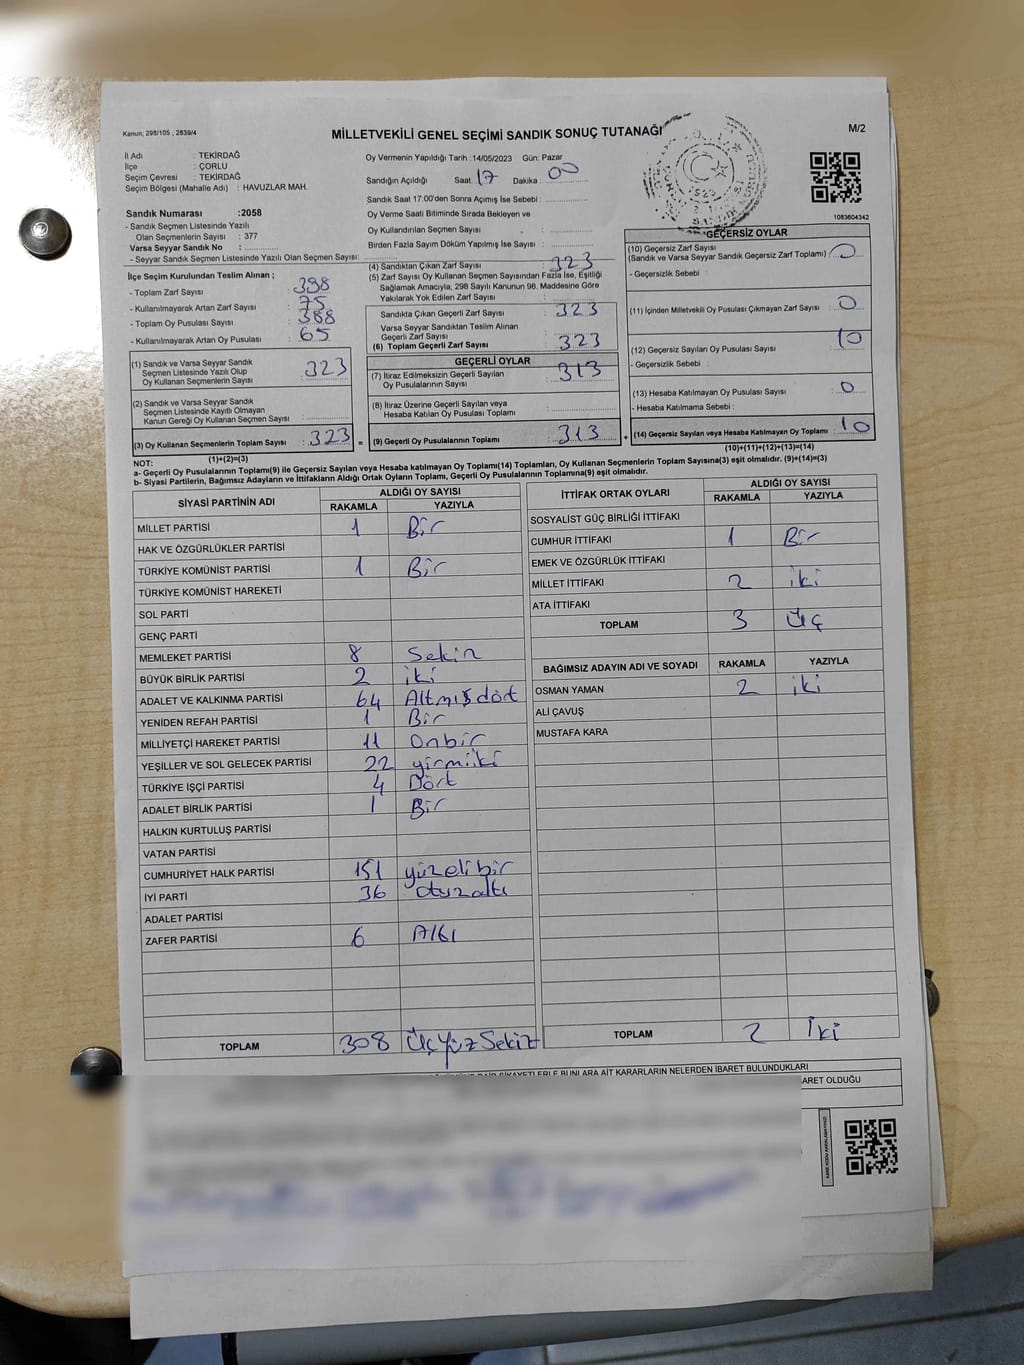 Kanun; 298/105 , 2839/4
MİLLETVEKİLİ GENEL SEÇİMİ SANDIK SONUÇ TUTANAĞI
M/2
İl Adı : TEKİRDAĞ
İlçe : ÇORLU
Seçim Çevresi : TEKİRDAĞ
Seçim Bölgesi (Mahalle Adı) : HAVUZLAR MAH.
Sandık Numarası :2058
- Sandık Seçmen Listesinde Yazılı
Olan Seçmenlerin Sayısı : 377
Varsa Seyyar Sandık No :
- Seyyar Sandık Seçmen Listesinde Yazılı Olan Seçmen Sayısı:
Oy Vermenin Yapıldığı Tarih : 14/05/2023 Gün: Pazar
Sandığın Açıldığı Saat: 17 Dakika : 00
Sandık Saat 17.00'den Sonra Açımış İse Sebebi :
Oy Verme Saati Bitiminde Sırada Bekleyen ve
Oy Kullandırılan Seçmen Sayısı :
Birden Fazla Sayım Döküm Yapılmış İse Sayısı :
1083604342
İlçe Seçim Kurulundan Teslim Alınan ;
- Toplam Zarf Sayısı : 398
- Kullanılmayarak Artan Zarf Sayısı : 75
- Toplam Oy Pusulası Sayısı : 388
- Kullanılmayarak Artan Oy Pusulası : 65
(1) Sandık ve Varsa Seyyar Sandık
Seçmen Listesinde Yazılı Olup
Oy Kullanan Seçmenlerin Sayısı : 323
(2) Sandık ve Varsa Seyyar Sandık
Seçmen Listesinde Kayıtlı Olmayan
Kanun Gereği Oy Kullanan Seçmen Sayısı
(3) Oy Kullanan Seçmenlerin Toplam Sayısı : 323 =
(1)+(2)=(3)
(4) Sandıktan Çıkan Zarf Sayısı : 323
(5) Zarf Sayısı Oy Kullanan Seçmen Sayısından Fazla İse, Eşitliği
Sağlamak Amacıyla; 298 Sayılı Kanunun 98. Maddesine Göre
Yakılarak Yok Edilen Zarf Sayısı :
Sandıkta Çıkan Geçerli Zarf Sayısı : 323
Varsa Seyyar Sandıktan Teslim Alınan
Geçerli Zarf Sayısı :
(6) Toplam Geçerli Zarf Sayısı : 323
GEÇERLİ OYLAR
(7) İtiraz Edilmeksizin Geçerli Sayılan
Oy Pusulalarının Sayısı : 313
(8) İtiraz Üzerine Geçerli Sayılan veya
Hesaba Katılan Oy Pusulası Toplamı :
(9) Geçerli Oy Pusulalarının Toplamı : 313 +
GEÇERSİZ OYLAR
(10) Geçersiz Zarf Sayısı
(Sandık ve Varsa Seyyar Sandık Geçersiz Zarf Toplamı) : 0
- Geçersizlik Sebebi :
(11) İçinden Milletvekili Oy Pusulası Çıkmayan Zarf Sayısı : 0
(12) Geçersiz Sayılan Oy Pusulası Sayısı : 10
- Geçersizlik Sebebi :
(13) Hesaba Katılmayan Oy Pusulası Sayısı : 0
- Hesaba Katılmama Sebebi :
(14) Geçersiz Sayılan veya Hesaba Katılmayan Oy Toplamı : 10
(10)+(11)+(12)+(13)=(14)
NOT:
a- Geçerli Oy Pusulalarının Toplamı(9) ile Geçersiz Sayılan veya Hesaba katılmayan Oy Toplamı(14) Toplamları, Oy Kullanan Seçmenlerin Toplam Sayısına(3) eşit olmalıdır. (9)+(14)=(3)
b- Siyasi Partilerin, Bağımsız Adayların ve İttifakların Aldığı Ortak Oyların Toplamı, Geçerli Oy Pusulalarının Toplamına(9) eşit olmalıdır.
SİYASİ PARTİNİN ADI ALDIĞI OY SAYISI
RAKAMLA YAZIYLA
MİLLET PARTİSİ 1 Bir
HAK VE ÖZGÜRLÜKLER PARTİSİ
TÜRKİYE KOMÜNİST PARTİSİ 1 Bir
TÜRKİYE KOMÜNİST HAREKETİ
SOL PARTİ
GENÇ PARTİ
MEMLEKET PARTİSİ 8 Sekiz
BÜYÜK BİRLİK PARTİSİ 2 iki
ADALET VE KALKINMA PARTİSİ 64 Altmışdört
YENİDEN REFAH PARTİSİ 1 Bir
MİLLİYETÇİ HAREKET PARTİSİ 11 Onbir
YEŞİLLER VE SOL GELECEK PARTİSİ 22 yirmiiki
TÜRKİYE İŞÇİ PARTİSİ 4 Dört
ADALET BİRLİK PARTİSİ 1 Bir
HALKIN KURTULUŞ PARTİSİ
VATAN PARTİSİ
CUMHURİYET HALK PARTİSİ 151 yüzelibir
İYİ PARTİ 36 otuzaltı
ADALET PARTİSİ
ZAFER PARTİSİ 6 Altı
TOPLAM 308 ÜçYüzSekiz
İTTİFAK ORTAK OYLARI ALDIĞI OY SAYISI
RAKAMLA YAZIYLA
SOSYALİST GÜÇ BİRLİĞİ İTTİFAKI
CUMHUR İTTİFAKI 1 Bir
EMEK VE ÖZGÜRLÜK İTTİFAKI
MİLLET İTTİFAKI 2 iki
ATA İTTİFAKI
TOPLAM 3 Üç
BAĞIMSIZ ADAYIN ADI VE SOYADI RAKAMLA YAZIYLA
OSMAN YAMAN 2 iki
ALİ ÇAVUŞ
MUSTAFA KARA
TOPLAM 2 İki
ŞİKAYETLERLE BUNLARA AİT KARARLARIN NELERDEN İBARET BULUNDUKLARI
ARET OLDUĞU